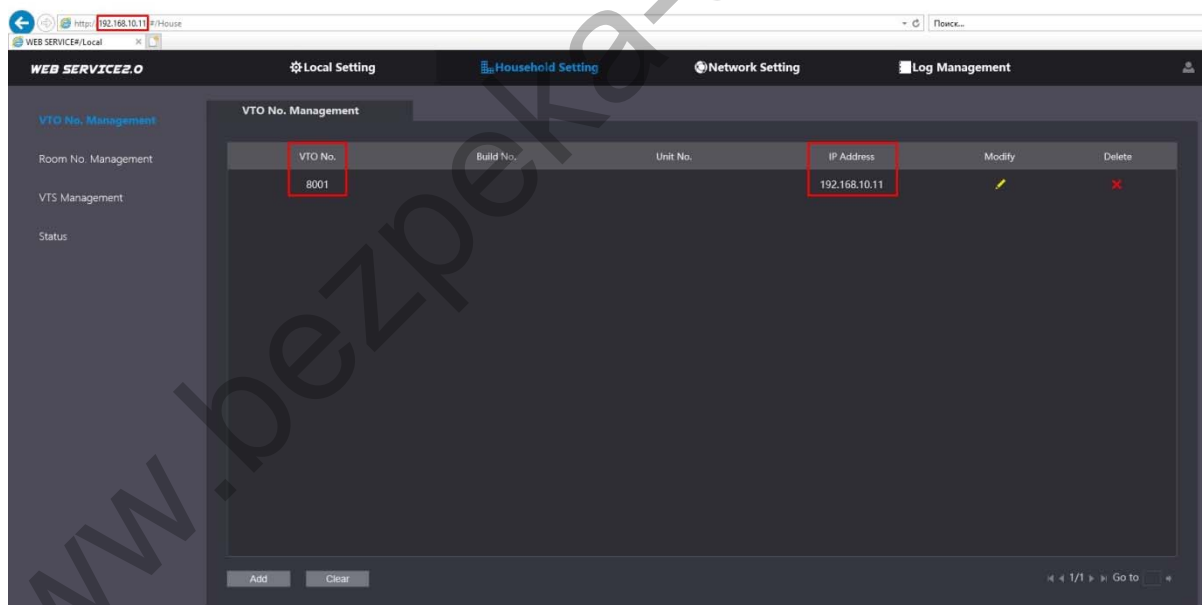 http://192.168.10.11/#/House
Поиск...
WEB SERVICE#/Local
WEB SERVICE2.0
Local Setting
Household Setting
Network Setting
Log Management
VTO No. Management
Room No. Management
VTS Management
Status
VTO No. Management
VTO No. Build No. Unit No. IP Address Modify Delete
8001 192.168.10.11
Add Clear
1/1 Go to
www.bezpeka-